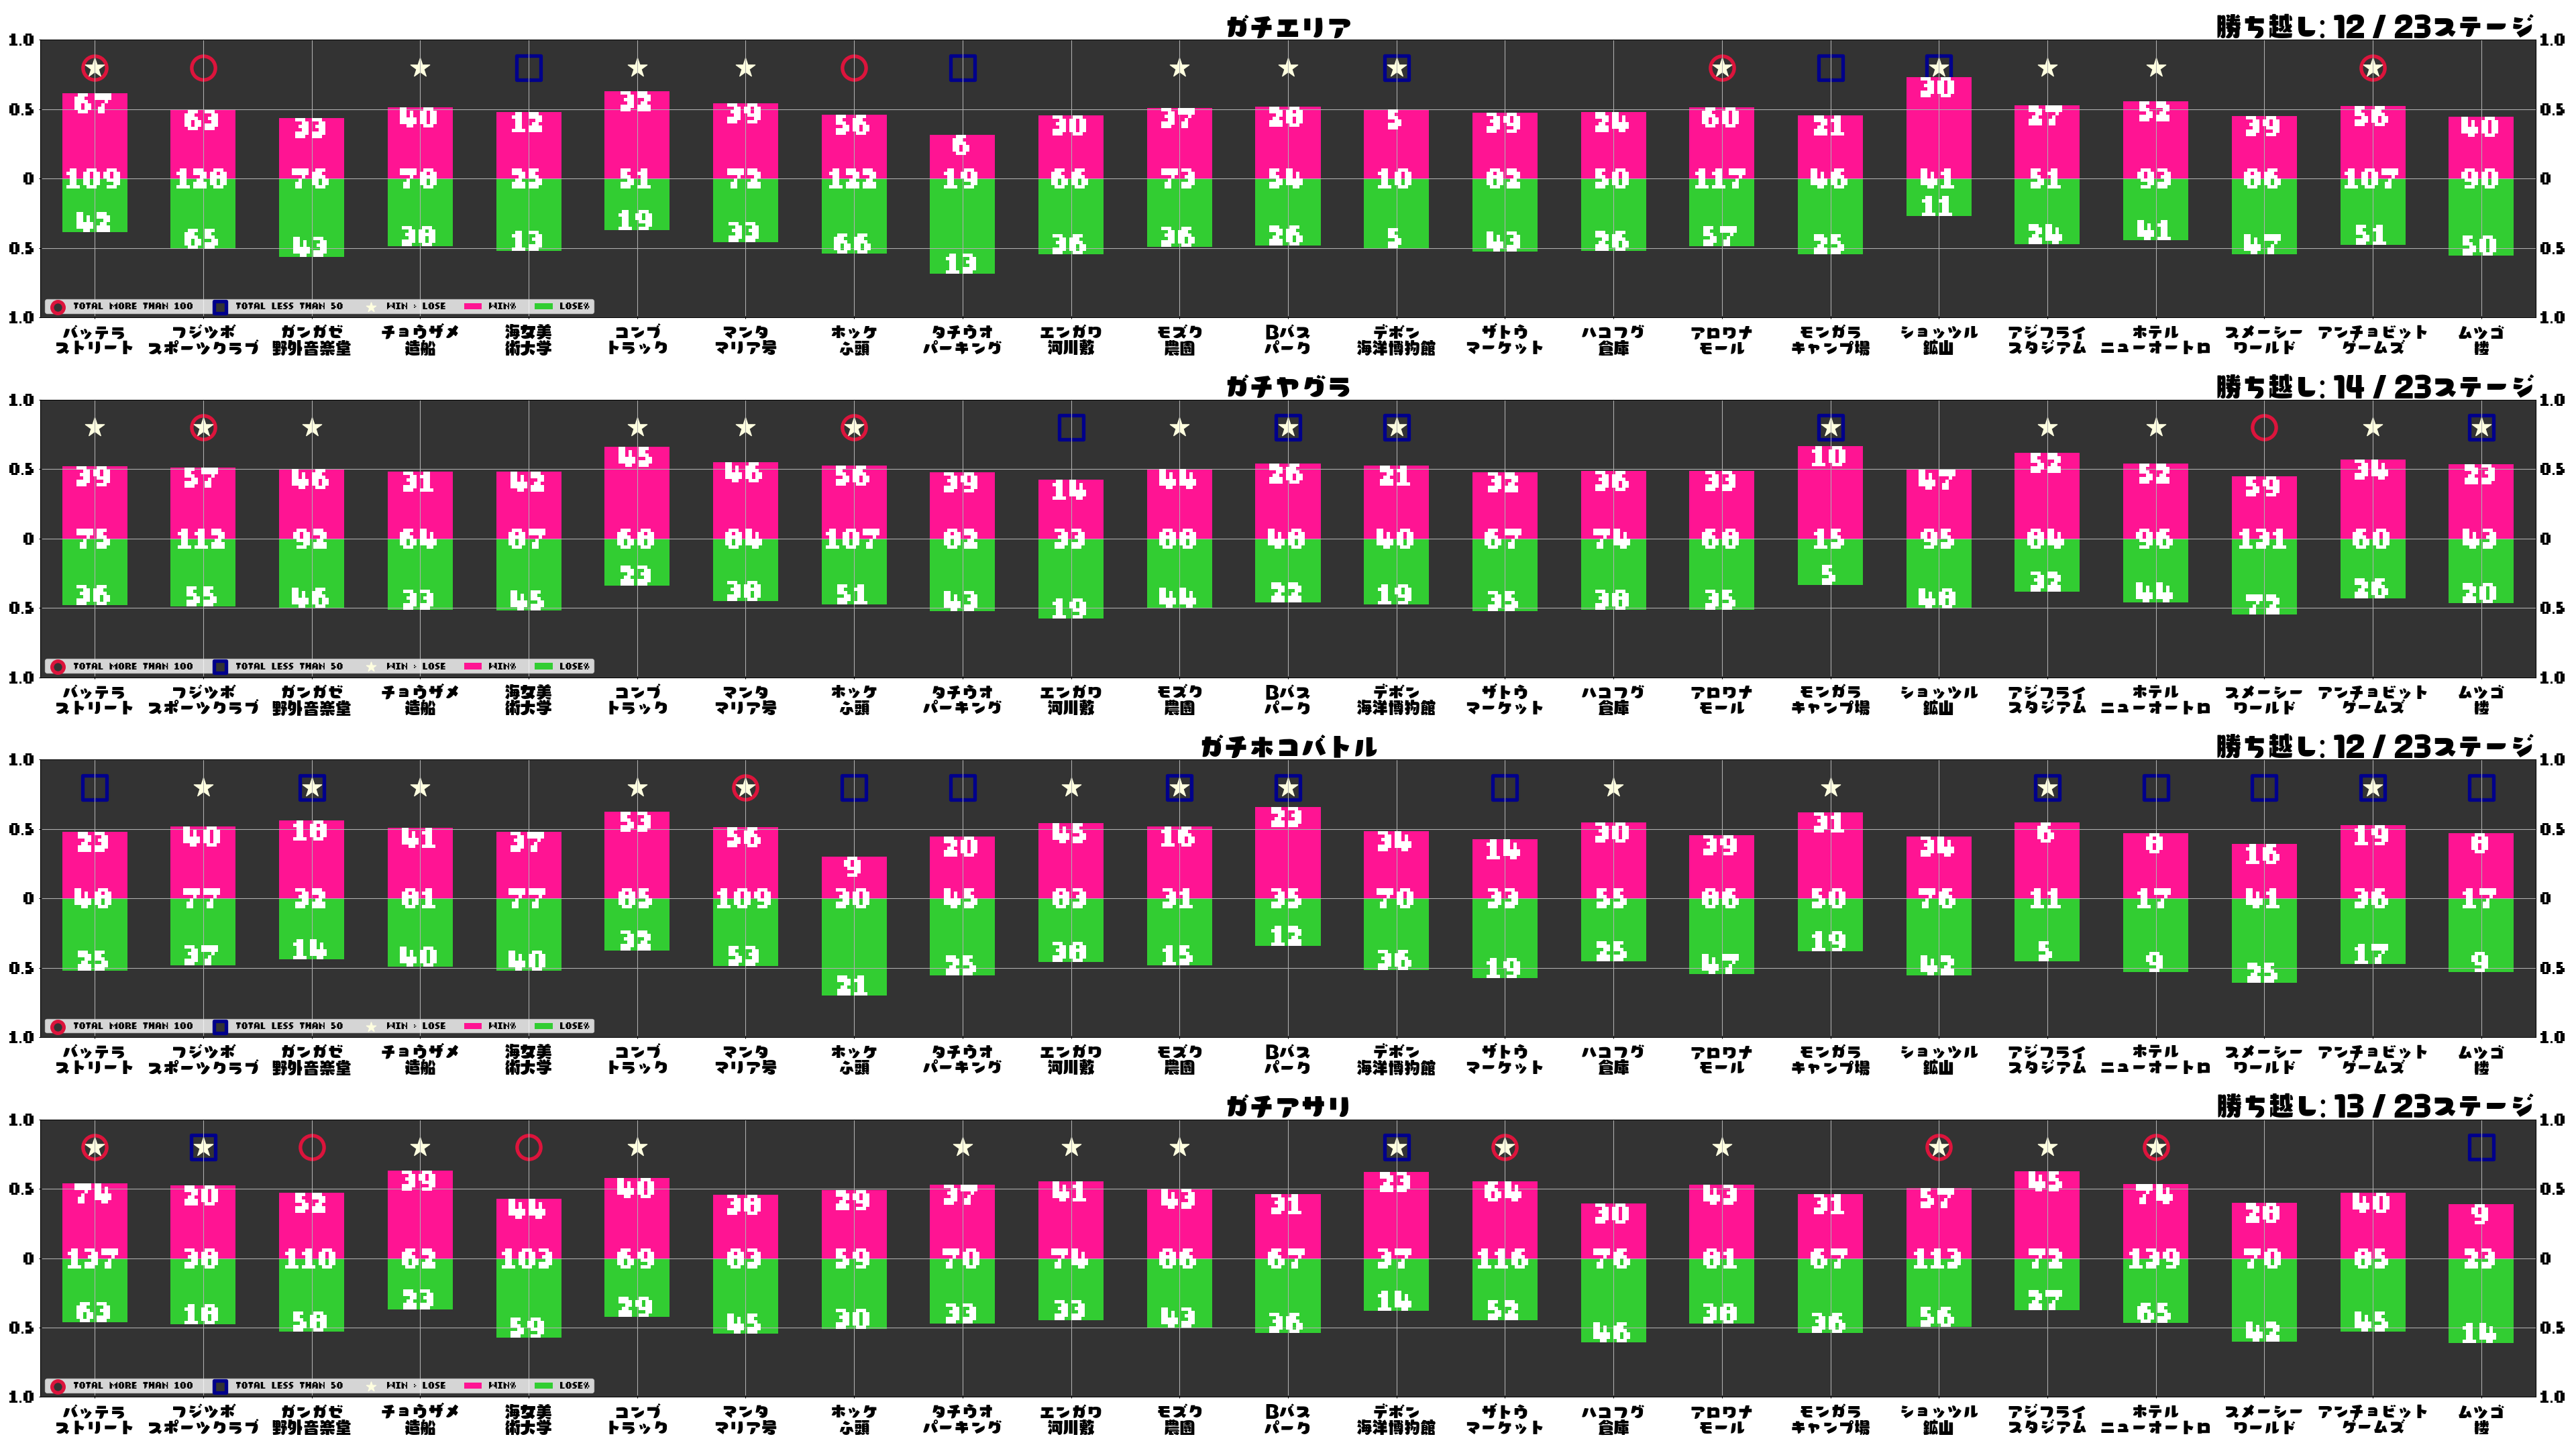 ガチエリア
勝ち越し: 12 / 23ステージ
1.0 1.0
67 63 33 40 12 32 39 56 6 30 37 28 5 39 24 60 21 30 27 52 39 56 40
0.5 0.5
0 109 128 76 78 25 51 72 122 19 66 73 54 10 82 50 117 46 41 51 93 86 107 90 0
42 65 43 38 13 19 33 66 13 36 36 26 5 43 26 57 25 11 24 41 47 51 50
0.5 0.5
TOTAL MORE THAN 100 TOTAL LESS THAN 50 WIN > LOSE WIN% LOSE%
1.0 1.0
バッテラ フジツボ ガンガゼ チョウザメ 海女美 コンブ マンタ ホッケ タチウオ エンガワ モズク Bバス デボン ザトウ ハコフグ アロワナ モンガラ ショッツル アジフライ ホテル スメーシー アンチョビット ムツゴ
ストリート スポーツクラブ 野外音楽堂 造船 術大学 トラック マリア号 ふ頭 パーキング 河川敷 農園 パーク 海洋博物館 マーケット 倉庫 モール キャンプ場 鉱山 スタジアム ニューオートロ ワールド ゲームズ 楼
ガチヤグラ
勝ち越し: 14 / 23ステージ
1.0 1.0
39 57 46 31 42 45 46 56 39 14 44 26 21 32 36 33 10 47 52 52 59 34 23
0.5 0.5
0 75 112 92 64 87 68 84 107 82 33 88 48 40 67 74 68 15 95 84 96 131 60 43 0
36 55 46 33 45 23 38 51 43 19 44 22 19 35 38 35 5 48 32 44 72 26 20
0.5 0.5
TOTAL MORE THAN 100 TOTAL LESS THAN 50 WIN > LOSE WIN% LOSE%
1.0 1.0
バッテラ フジツボ ガンガゼ チョウザメ 海女美 コンブ マンタ ホッケ タチウオ エンガワ モズク Bバス デボン ザトウ ハコフグ アロワナ モンガラ ショッツル アジフライ ホテル スメーシー アンチョビット ムツゴ
ストリート スポーツクラブ 野外音楽堂 造船 術大学 トラック マリア号 ふ頭 パーキング 河川敷 農園 パーク 海洋博物館 マーケット 倉庫 モール キャンプ場 鉱山 スタジアム ニューオートロ ワールド ゲームズ 楼
ガチホコバトル
勝ち越し: 12 / 23ステージ
1.0 1.0
23 40 18 41 37 53 56 9 20 45 16 23 34 14 30 39 31 34 6 8 16 19 8
0.5 0.5
0 48 77 32 81 77 85 109 30 45 83 31 35 70 33 55 86 50 76 11 17 41 36 17 0
25 37 14 40 40 32 53 21 25 38 15 12 36 19 25 47 19 42 5 9 25 17 9
0.5 0.5
TOTAL MORE THAN 100 TOTAL LESS THAN 50 WIN > LOSE WIN% LOSE%
1.0 1.0
バッテラ フジツボ ガンガゼ チョウザメ 海女美 コンブ マンタ ホッケ タチウオ エンガワ モズク Bバス デボン ザトウ ハコフグ アロワナ モンガラ ショッツル アジフライ ホテル スメーシー アンチョビット ムツゴ
ストリート スポーツクラブ 野外音楽堂 造船 術大学 トラック マリア号 ふ頭 パーキング 河川敷 農園 パーク 海洋博物館 マーケット 倉庫 モール キャンプ場 鉱山 スタジアム ニューオートロ ワールド ゲームズ 楼
ガチアサリ
勝ち越し: 13 / 23ステージ
1.0 1.0
74 20 52 39 44 40 38 29 37 41 43 31 23 64 30 43 31 57 45 74 28 40 9
0.5 0.5
0 137 38 110 62 103 69 83 59 70 74 86 67 37 116 76 81 67 113 72 139 70 85 23 0
63 18 58 23 59 29 45 30 33 33 43 36 14 52 46 38 36 56 27 65 42 45 14
0.5 0.5
TOTAL MORE THAN 100 TOTAL LESS THAN 50 WIN > LOSE WIN% LOSE%
1.0 1.0
バッテラ フジツボ ガンガゼ チョウザメ 海女美 コンブ マンタ ホッケ タチウオ エンガワ モズク Bバス デボン ザトウ ハコフグ アロワナ モンガラ ショッツル アジフライ ホテル スメーシー アンチョビット ムツゴ
ストリート スポーツクラブ 野外音楽堂 造船 術大学 トラック マリア号 ふ頭 パーキング 河川敷 農園 パーク 海洋博物館 マーケット 倉庫 モール キャンプ場 鉱山 スタジアム ニューオートロ ワールド ゲームズ 楼